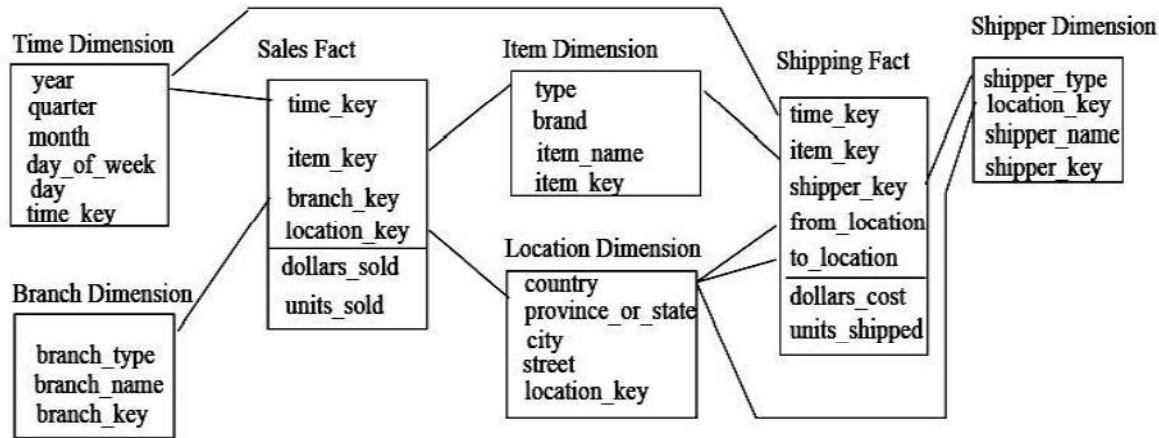 Time Dimension
year
quarter
month
day_of_week
day
time_key
Branch Dimension
branch_type
branch_name
branch_key
Sales Fact
time_key
item_key
branch_key
location_key
dollars_sold
units_sold
Item Dimension
type
brand
item_name
item_key
Location Dimension
country
province_or_state
city
street
location_key
Shipping Fact
time_key
item_key
shipper_key
from_location
to_location
dollars_cost
units_shipped
Shipper Dimension
shipper_type
location_key
shipper_name
shipper_key